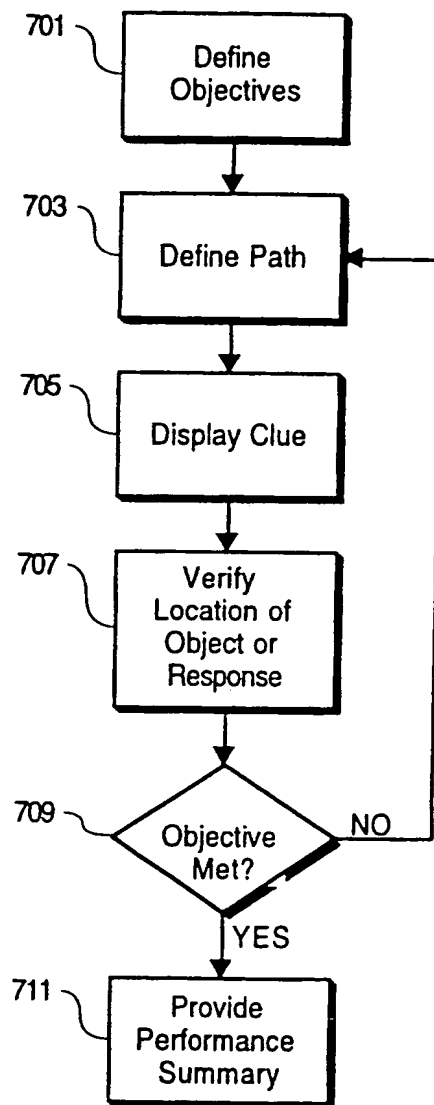 701
Define
Objectives
703
Define Path
705
Display Clue
707
Verify
Location of
Object or
Response
709
Objective
Met?
NO
YES
711
Provide
Performance
Summary